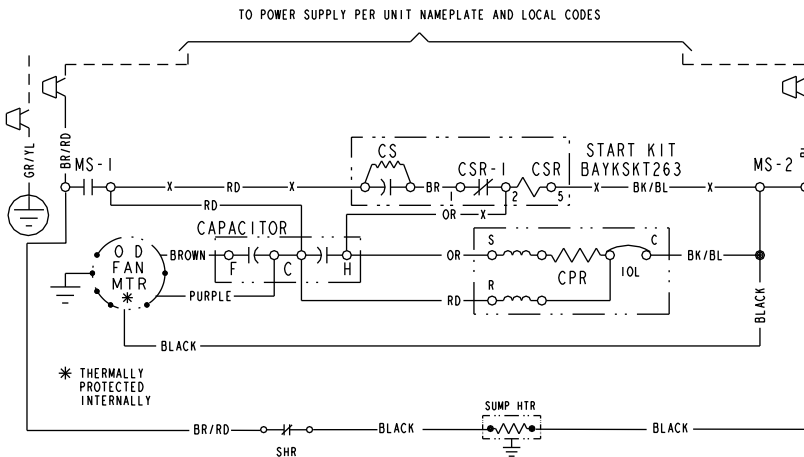 TO POWER SUPPLY PER UNIT NAMEPLATE AND LOCAL CODES
GR/YL
BR/RD
MS-1
CS
CSR-1
CSR
START KIT
BAYKSKT263
MS-2
X
RD
X
BR
1
2
5
X
BK/BL
X
RD
OR
X
CAPACITOR
O D
FAN
MTR
*
BROWN
F
C
H
OR
S
C
CPR
IOL
BK/BL
PURPLE
RD
R
BLACK
BLACK
* THERMALLY
PROTECTED
INTERNALLY
SUMP HTR
BR/RD
SHR
BLACK
BLACK